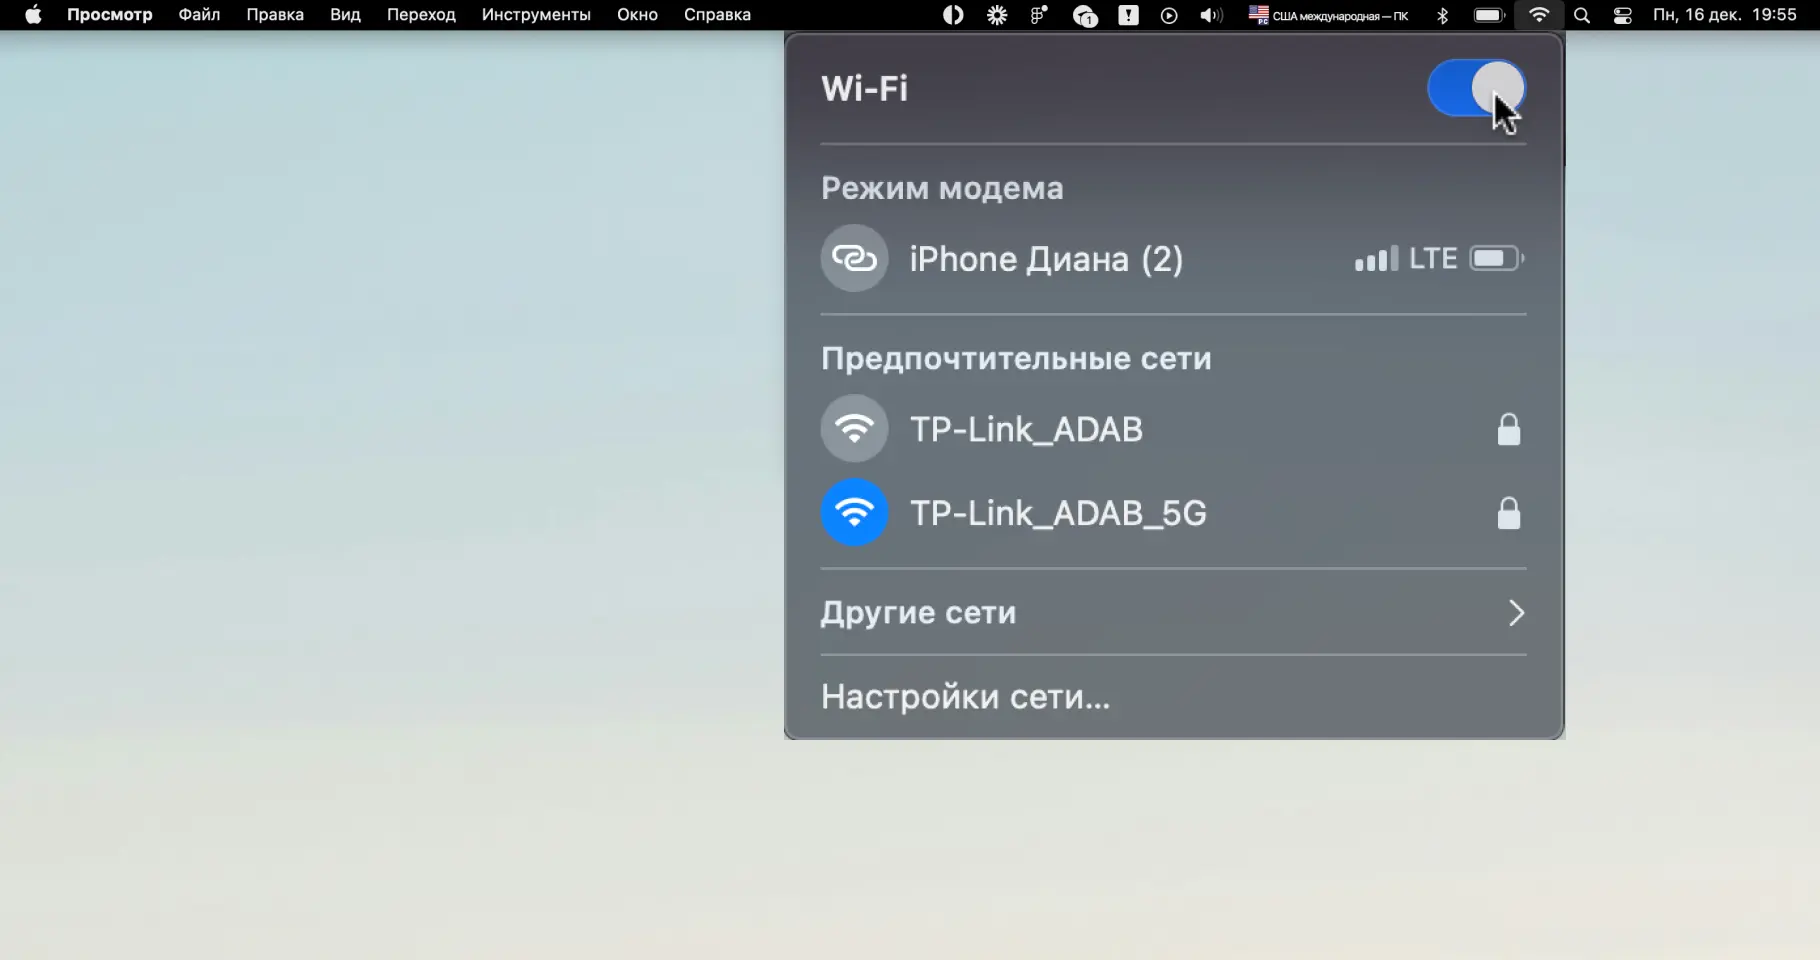 Просмотр Файл Правка Вид Переход Инструменты Окно Справка 1 США международная — ПК Пн, 16 дек. 19:55
Wi-Fi
Режим модема
iPhone Диана (2) LTE
Предпочтительные сети
TP-Link_ADAB
TP-Link_ADAB_5G
Другие сети
Настройки сети...